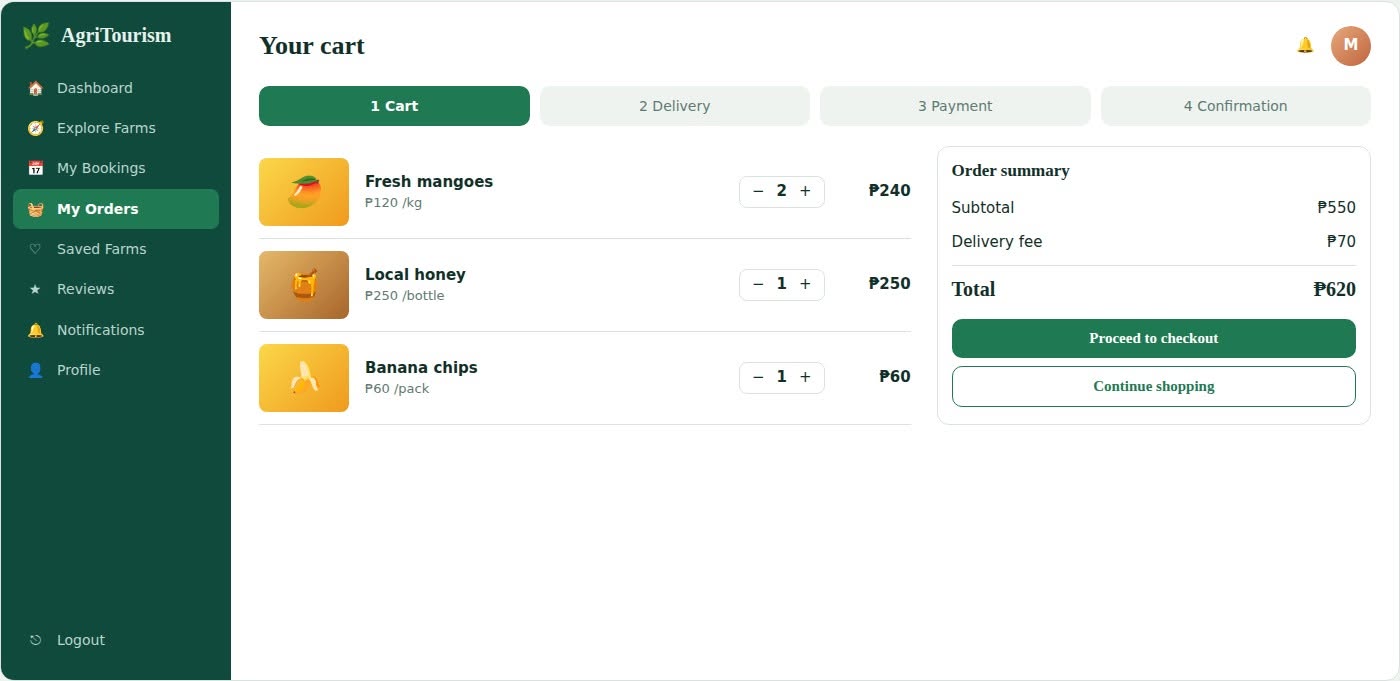 AgriTourism
Dashboard
Explore Farms
My Bookings
My Orders
Saved Farms
Reviews
Notifications
Profile
Logout
Your cart
M
1 Cart
2 Delivery
3 Payment
4 Confirmation
Fresh mangoes
₱120 /kg
− 2 +
₱240
Local honey
₱250 /bottle
− 1 +
₱250
Banana chips
₱60 /pack
− 1 +
₱60
Order summary
Subtotal ₱550
Delivery fee ₱70
Total ₱620
Proceed to checkout
Continue shopping